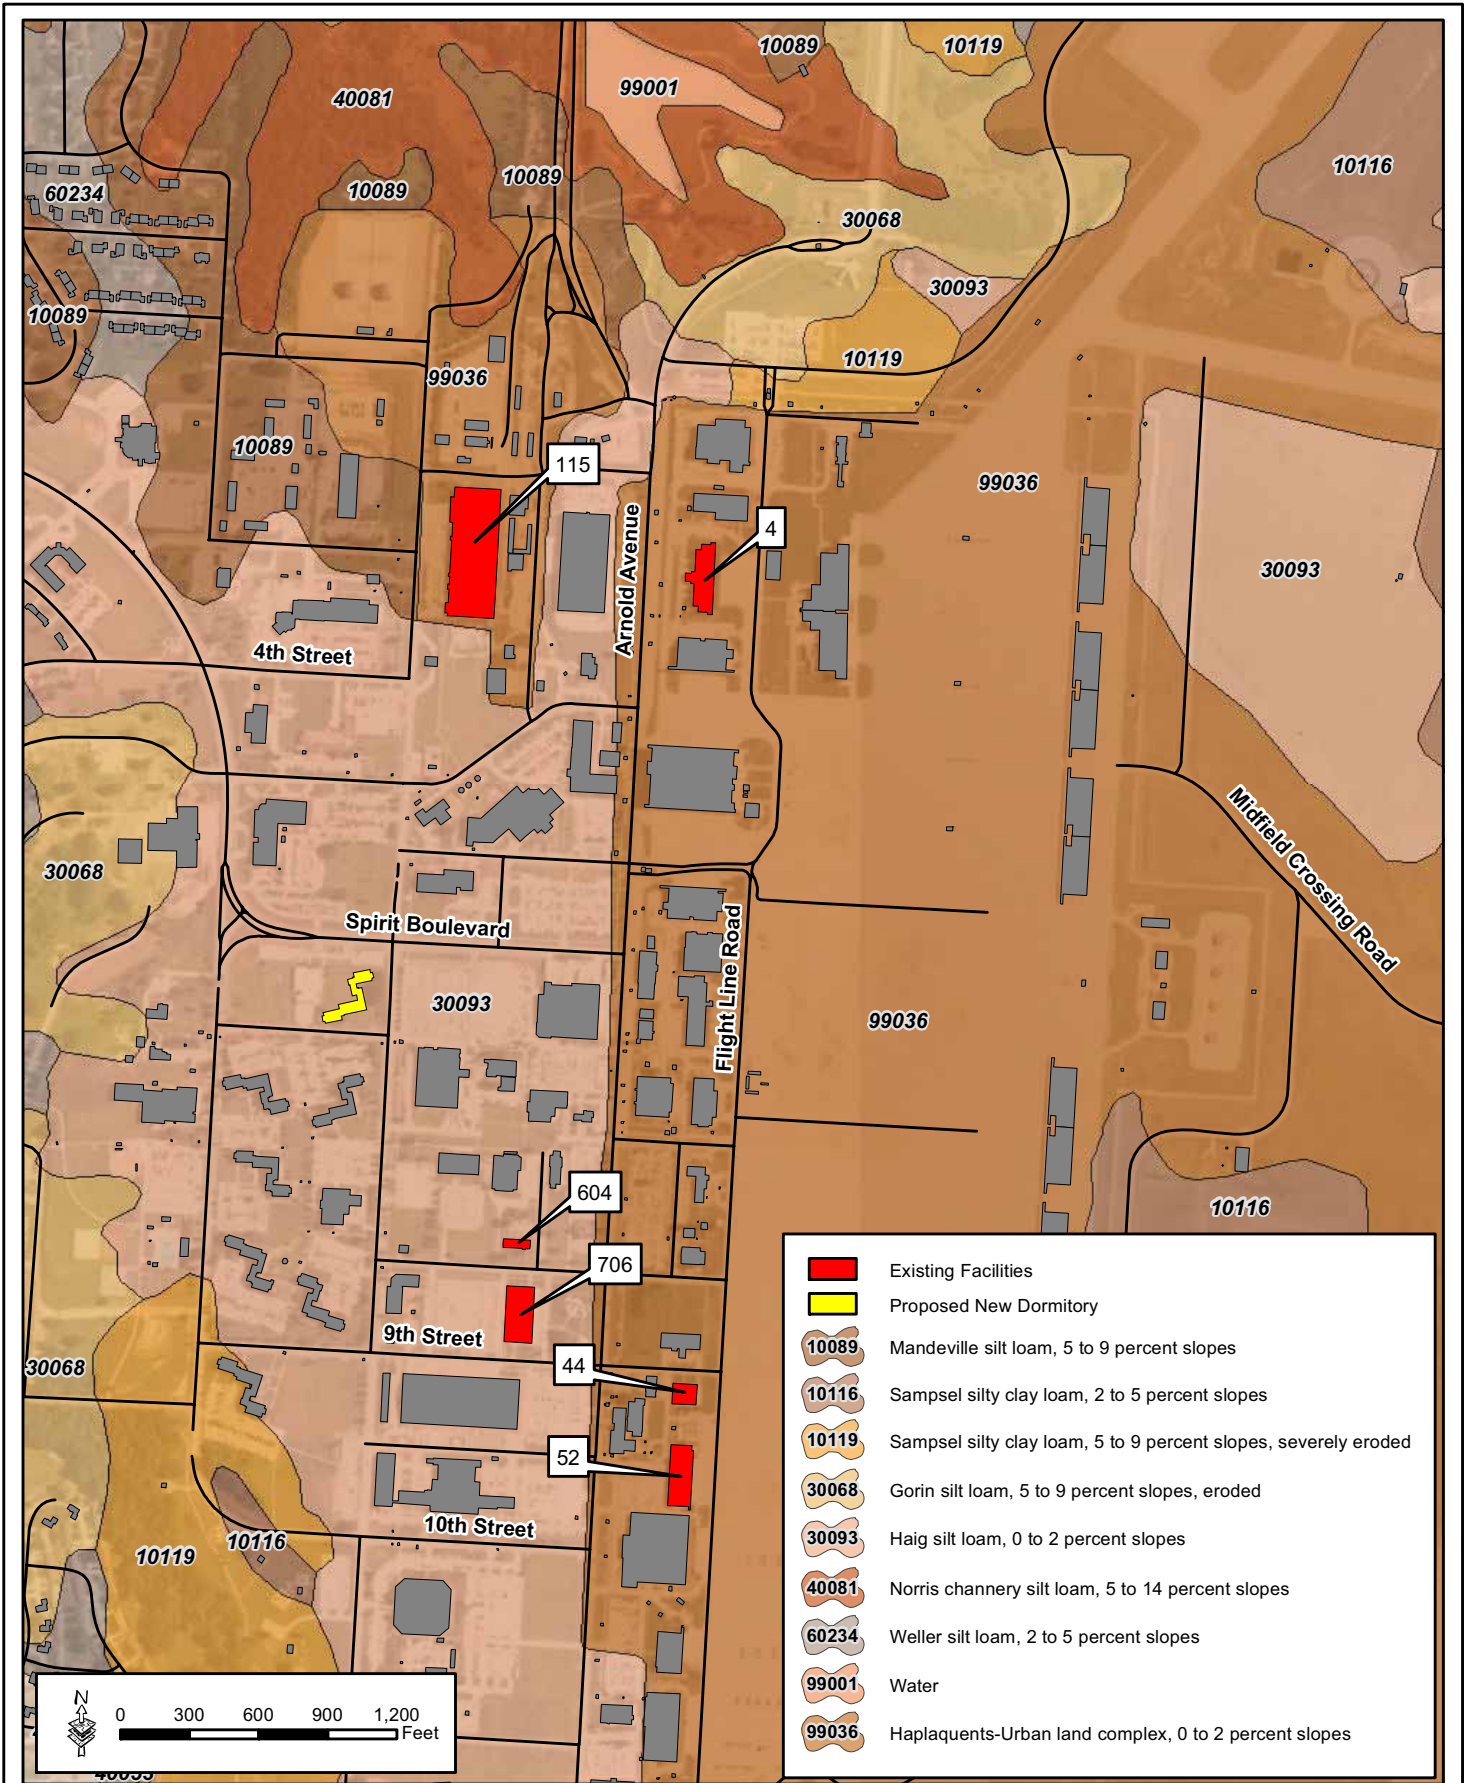 10089
10119
40081
99001
10116
10089
10089
60234
30068
30093
10089
10119
99036
10089
115
99036
4
Arnold Avenue
30093
4th Street
Midfield Crossing Road
30068
Spirit Boulevard
Flight Line Road
30093
99036
604
10116
706
9th Street
44
30068
52
10th Street
10116
10119
Existing Facilities
Proposed New Dormitory
10089 Mandeville silt loam, 5 to 9 percent slopes
10116 Sampsel silty clay loam, 2 to 5 percent slopes
10119 Sampsel silty clay loam, 5 to 9 percent slopes, severely eroded
30068 Gorin silt loam, 5 to 9 percent slopes, eroded
30093 Haig silt loam, 0 to 2 percent slopes
40081 Norris channery silt loam, 5 to 14 percent slopes
60234 Weller silt loam, 2 to 5 percent slopes
99001 Water
99036 Haplaquents-Urban land complex, 0 to 2 percent slopes
N
0 300 600 900 1,200
Feet